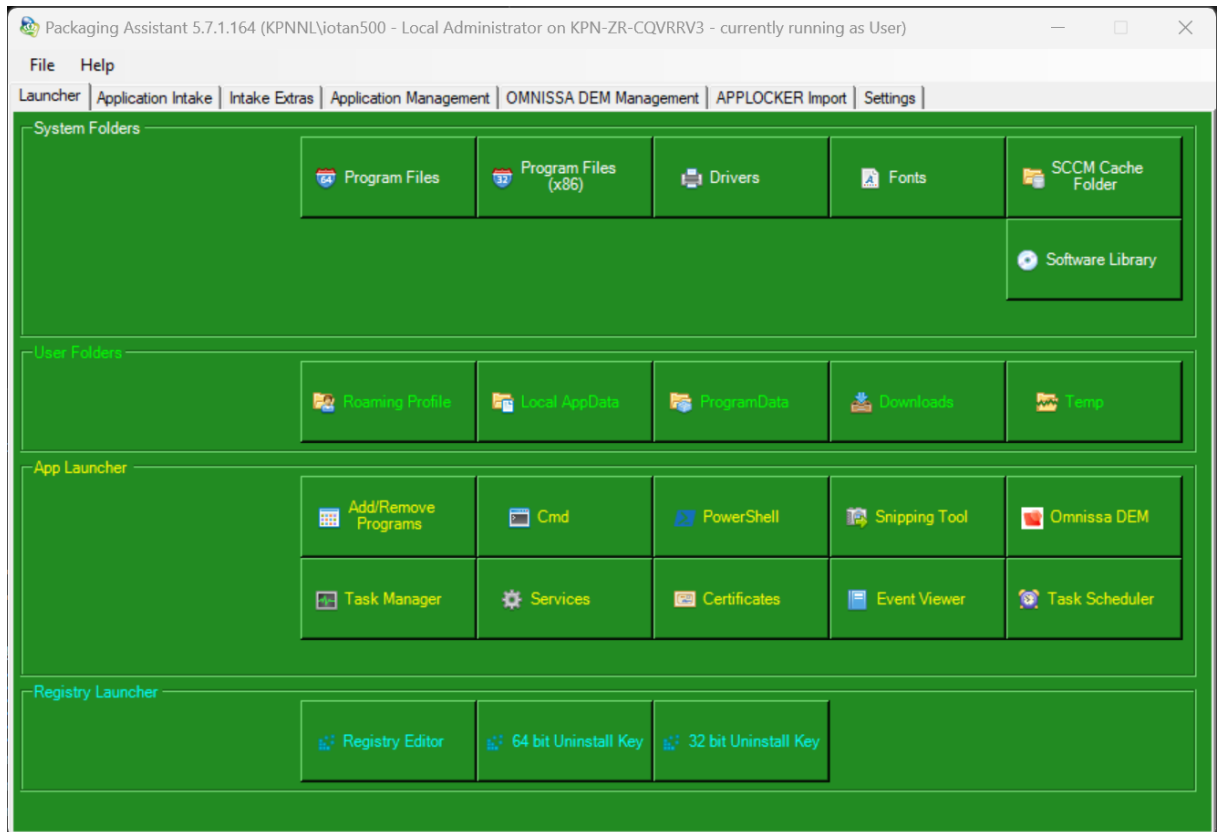 Packaging Assistant 5.7.1.164 (KPNNL\iotan500 - Local Administrator on KPN-ZR-CQVRRV3 - currently running as User)
File Help
Launcher Application Intake Intake Extras Application Management OMNISSA DEM Management APPLOCKER Import Settings
System Folders
64 Program Files
32 Program Files
(x86)
Drivers
A Fonts
SCCM Cache
Folder
Software Library
User Folders
Roaming Profile
Local AppData
ProgramData
Downloads
Temp
App Launcher
Add/Remove
Programs
Cmd
PowerShell
Snipping Tool
Omnissa DEM
Task Manager
Services
Certificates
Event Viewer
Task Scheduler
Registry Launcher
Registry Editor
64 bit Uninstall Key
32 bit Uninstall Key